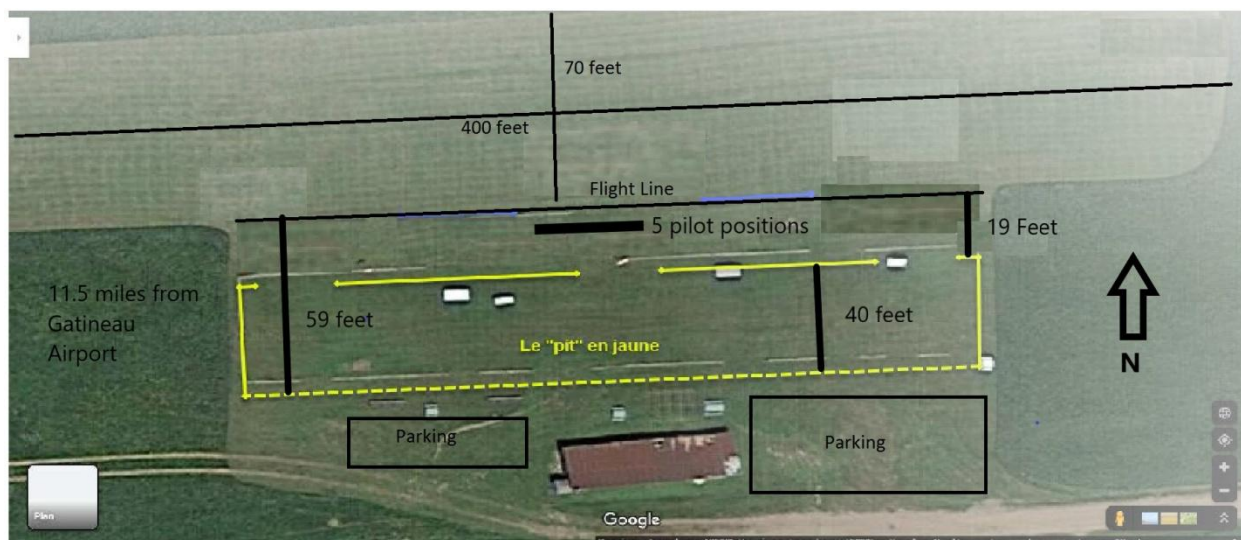 70 feet
400 feet
Flight Line
5 pilot positions
19 Feet
11.5 miles from
Gatineau
Airport
59 feet
40 feet
Le "pit" en jaune
N
Parking
Parking
Plan
Google